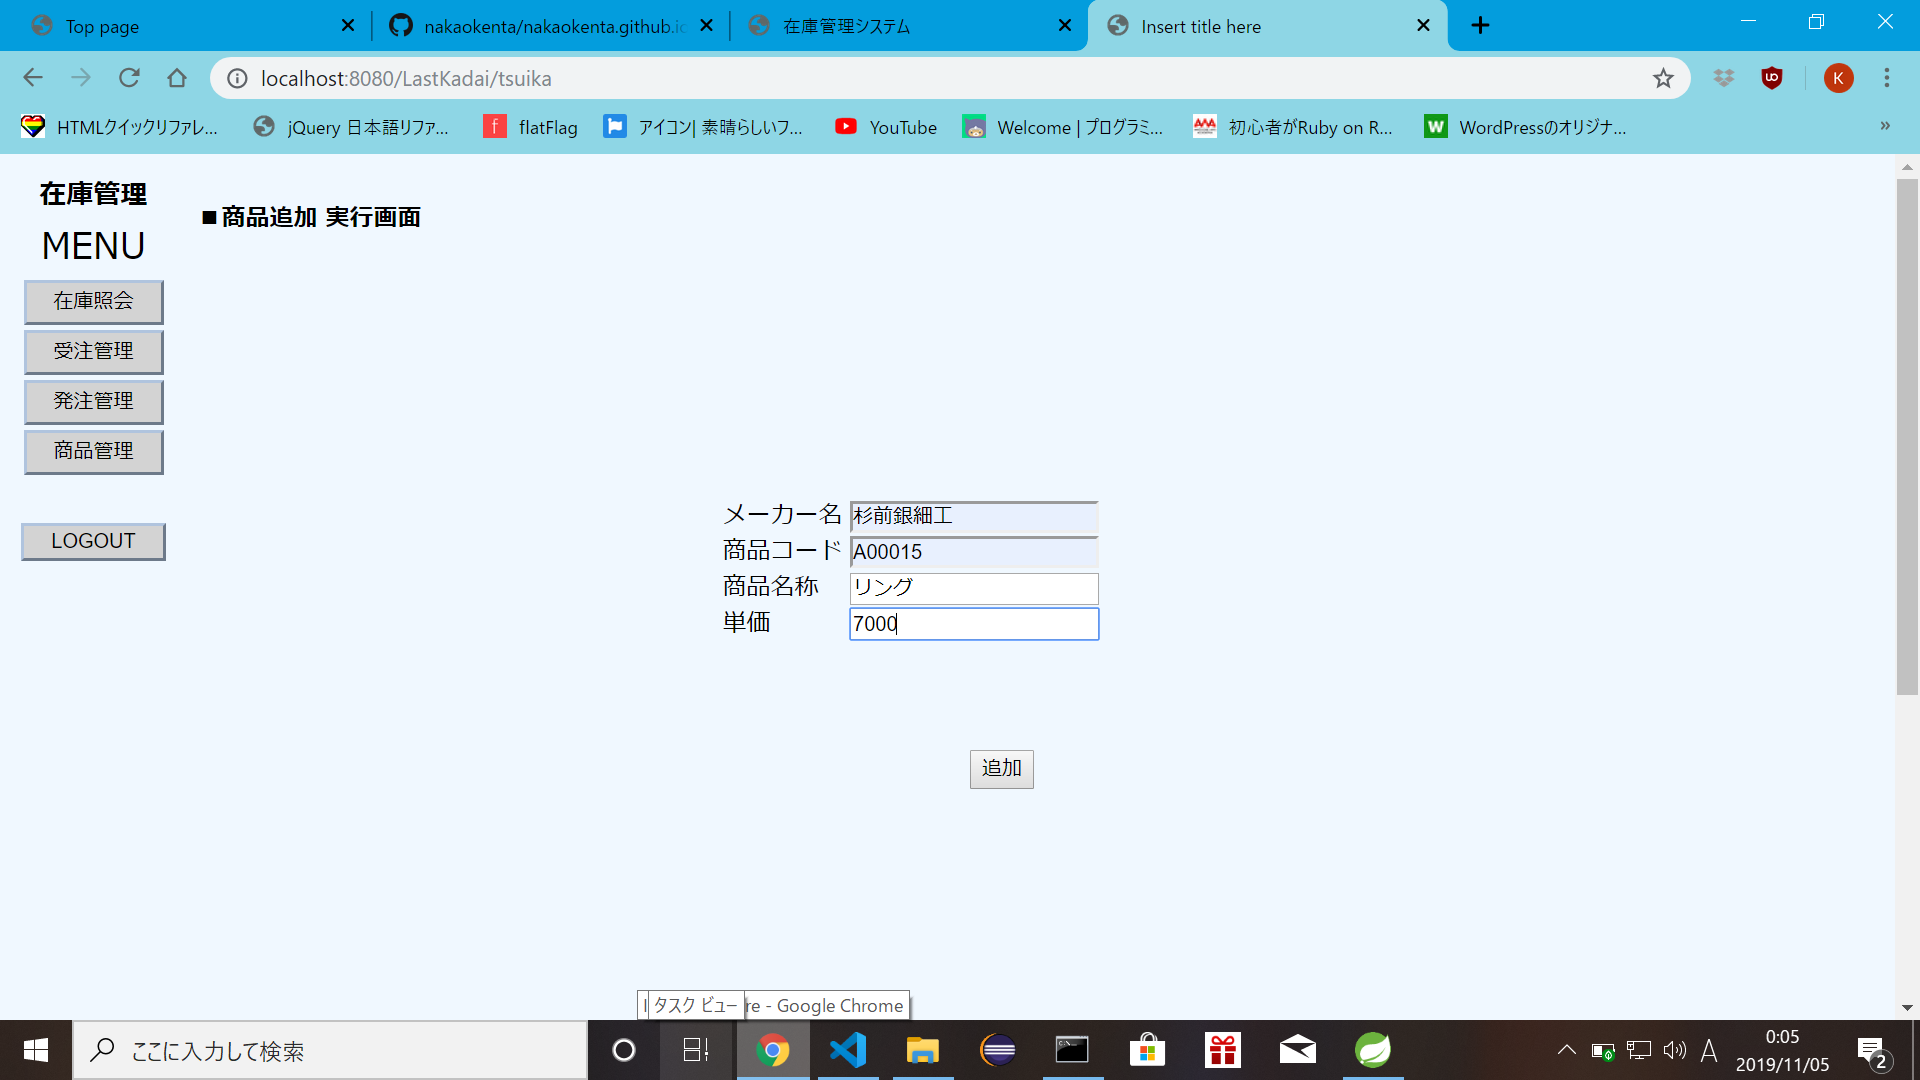 Top page
nakaokenta/nakaokenta.github.io
在庫管理システム
Insert title here
localhost:8080/LastKadai/tsuika
K
HTMLクイックリファレ...
jQuery 日本語リファ...
flatFlag
アイコン| 素晴らしいフ...
YouTube
Welcome | プログラミ...
初心者がRuby on R...
WordPressのオリジナ...
»
在庫管理
MENU
在庫照会
受注管理
発注管理
商品管理
LOGOUT
■商品追加 実行画面
メーカー名 杉前銀細工
商品コード A00015
商品名称 リング
単価 7000
追加
タスク ビュー
re - Google Chrome
ここに入力して検索
A
0:05
2019/11/05
2